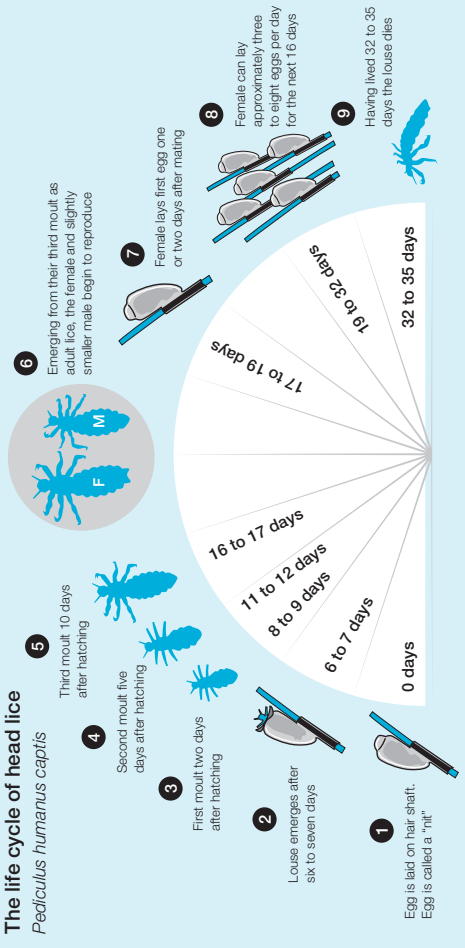 The life cycle of head lice
Pediculus humanus captis
1
Egg is laid on hair shaft.
Egg is called a “nit”
2
Louse emerges after
six to seven days
3
First moult two days
after hatching
4
Second moult five
days after hatching
5
Third moult 10 days
after hatching
6
Emerging from their third moult as
adult lice, the female and slightly
smaller male begin to reproduce
F
M
7
Female lays first egg one
or two days after mating
8
Female can lay
approximately three
to eight eggs per day
for the next 16 days
9
Having lived 32 to 35
days the louse dies
0 days
6 to 7 days
8 to 9 days
11 to 12 days
16 to 17 days
17 to 19 days
19 to 32 days
32 to 35 days